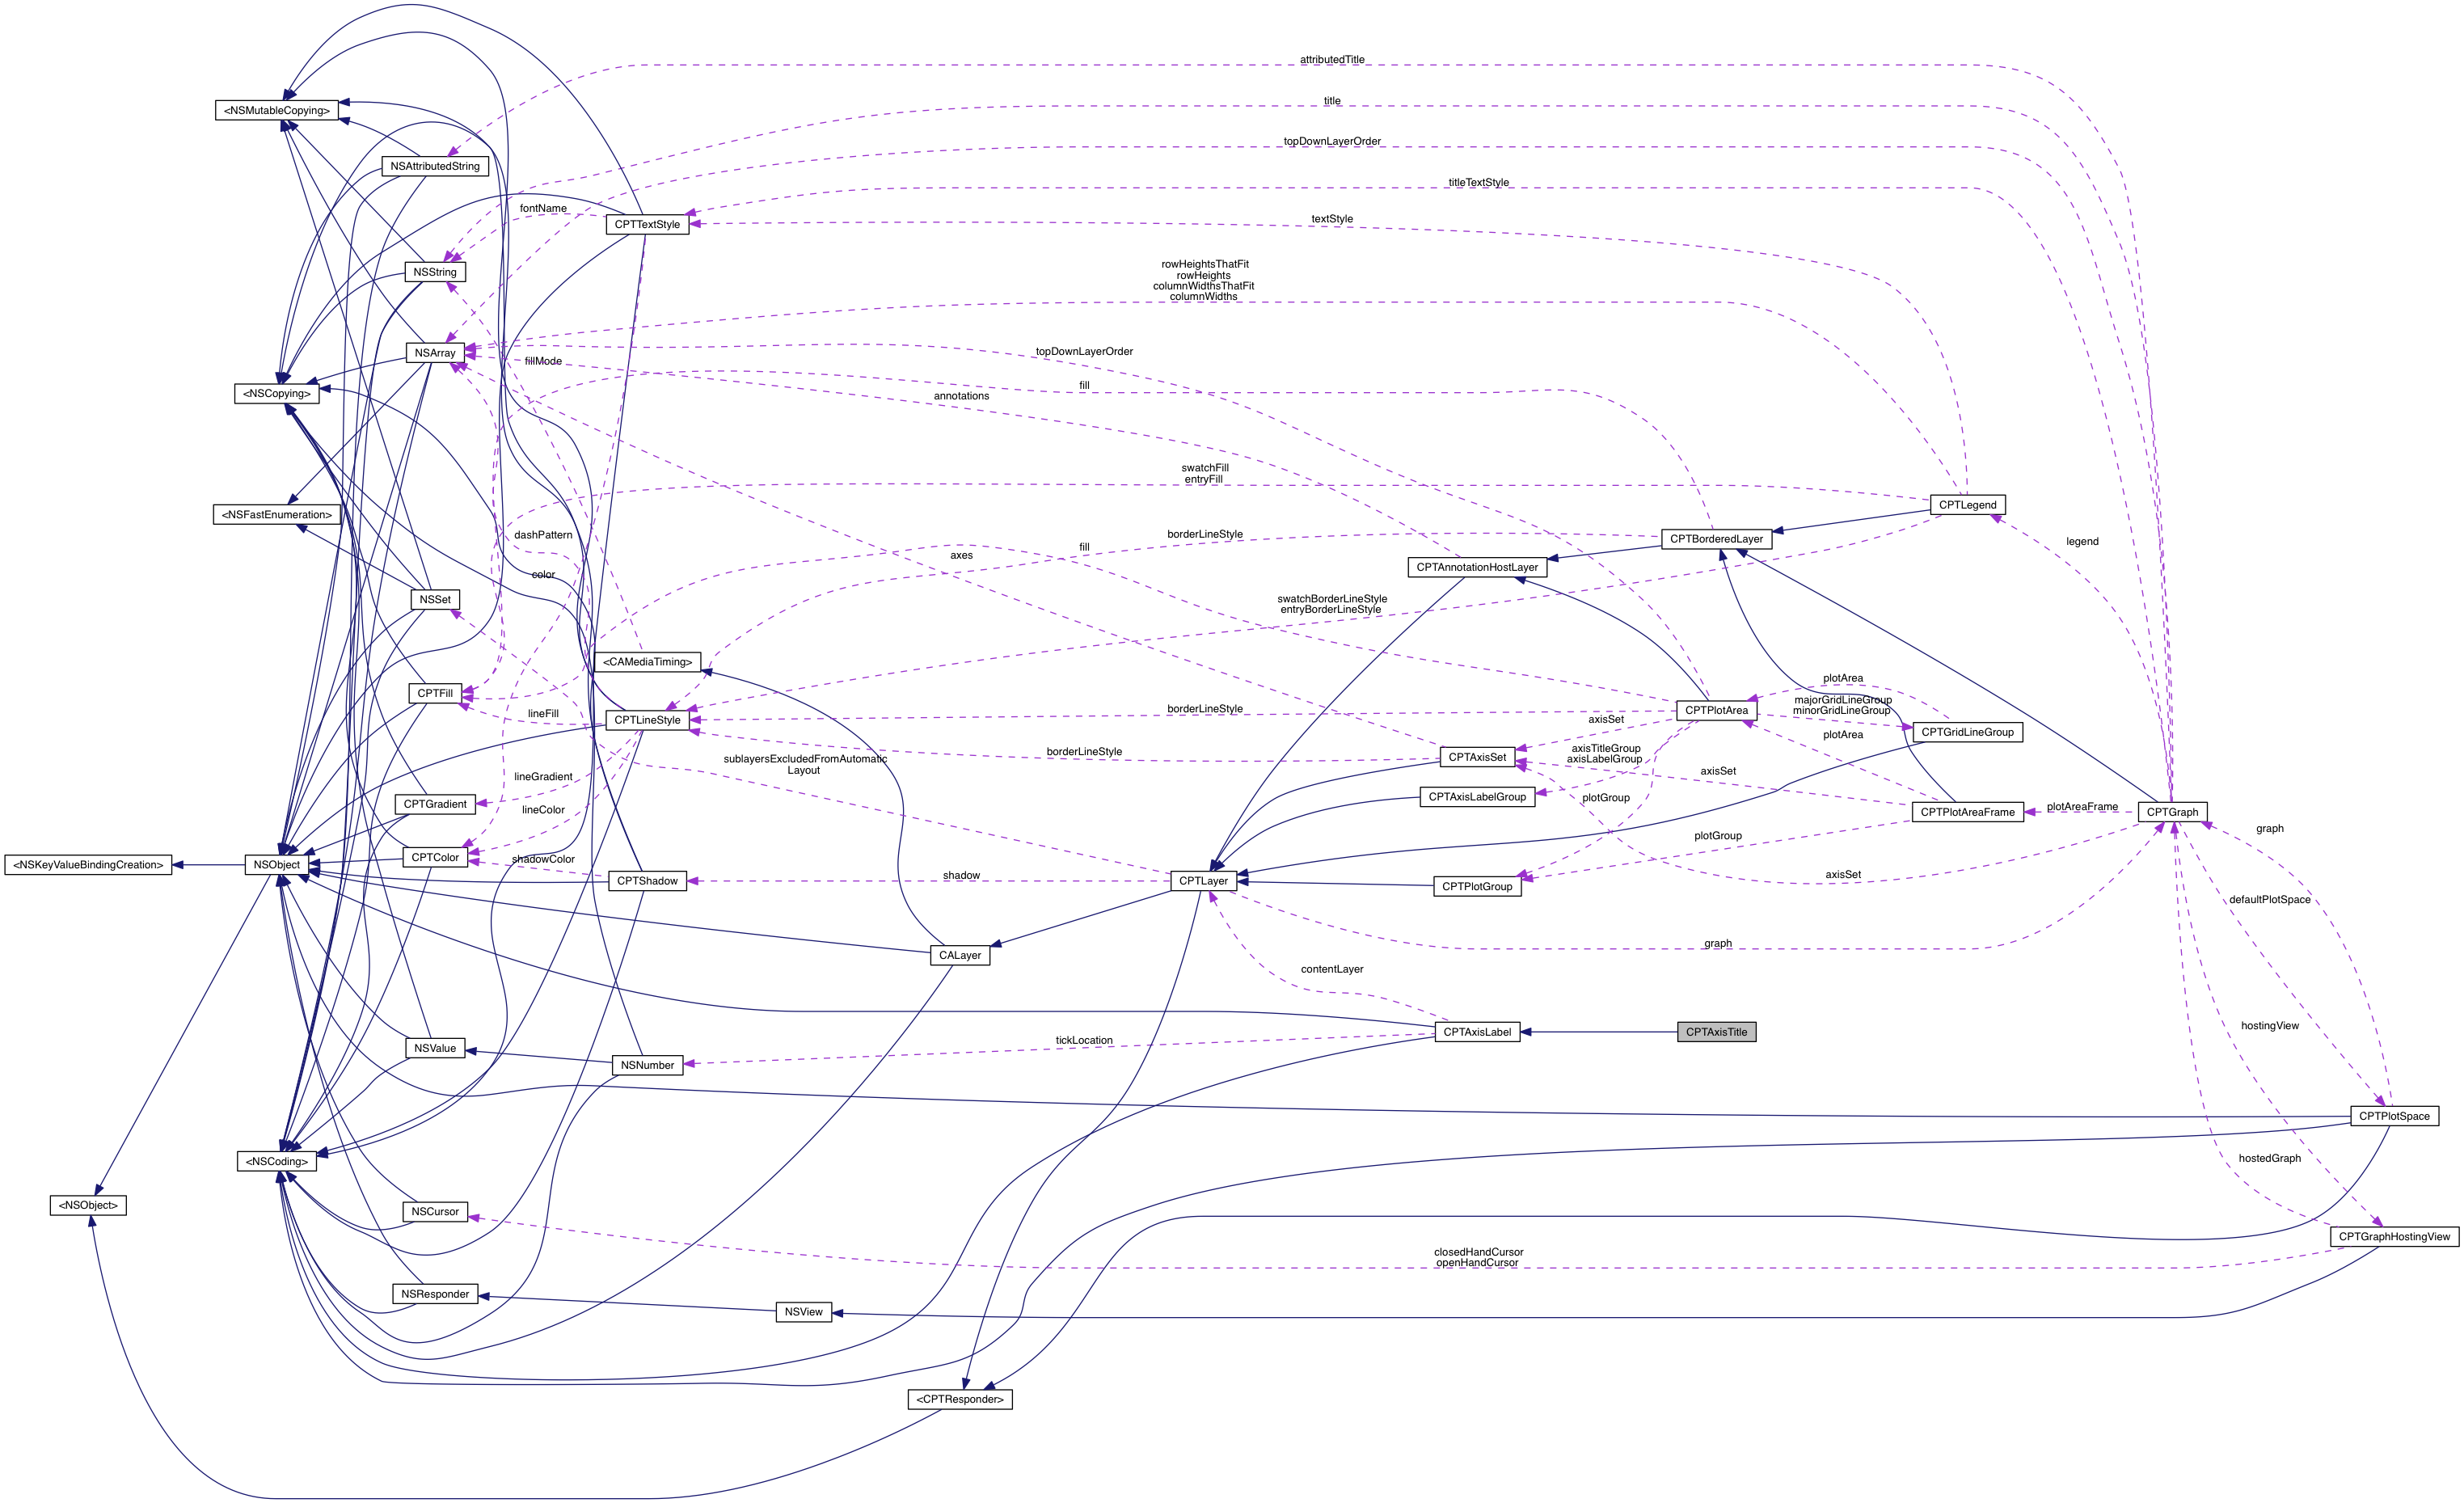 attributedTitle
title
<NSMutableCopying>
topDownLayerOrder
NSAttributedString
titleTextStyle
fontName
CPTTextStyle
textStyle
rowHeightsThatFit
rowHeights
columnWidthsThatFit
columnWidths
NSString
NSArray
fillMode
topDownLayerOrder
fill
annotations
<NSCopying>
swatchFill
entryFill
CPTLegend
<NSFastEnumeration>
dashPattern
borderLineStyle
CPTBorderedLayer
legend
fill
axes
CPTAnnotationHostLayer
color
NSSet
swatchBorderLineStyle
entryBorderLineStyle
<CAMediaTiming>
plotArea
CPTFill
lineFill
CPTLineStyle
borderLineStyle
CPTPlotArea
majorGridLineGroup
minorGridLineGroup
axisSet
CPTGridLineGroup
plotArea
borderLineStyle
CPTAxisSet
axisTitleGroup
axisLabelGroup
sublayersExcludedFromAutomatic
Layout
axisSet
lineGradient
CPTGradient
CPTAxisLabelGroup
plotGroup
lineColor
CPTPlotAreaFrame
plotAreaFrame
CPTGraph
graph
plotGroup
<NSKeyValueBindingCreation>
NSObject
CPTColor
shadowColor
CPTShadow
shadow
CPTLayer
CPTPlotGroup
axisSet
defaultPlotSpace
graph
CALayer
contentLayer
hostingView
CPTAxisLabel
CPTAxisTitle
tickLocation
NSValue
NSNumber
CPTPlotSpace
<NSCoding>
hostedGraph
<NSObject>
NSCursor
CPTGraphHostingView
closedHandCursor
openHandCursor
NSResponder
NSView
<CPTResponder>